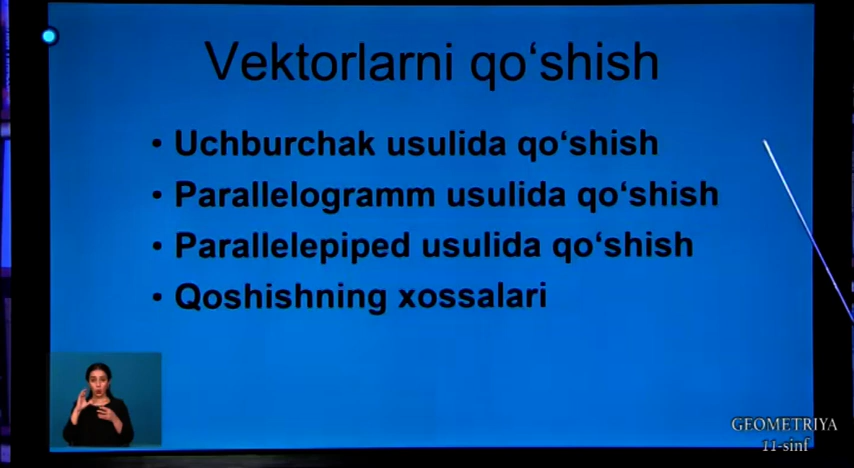 Vektorlarni qo‘shish
• Uchburchak usulida qo‘shish
• Parallelogramm usulida qo‘shish
• Parallelepiped usulida qo‘shish
• Qoshishning xossalari
GEOMETRIYA
11-sinf